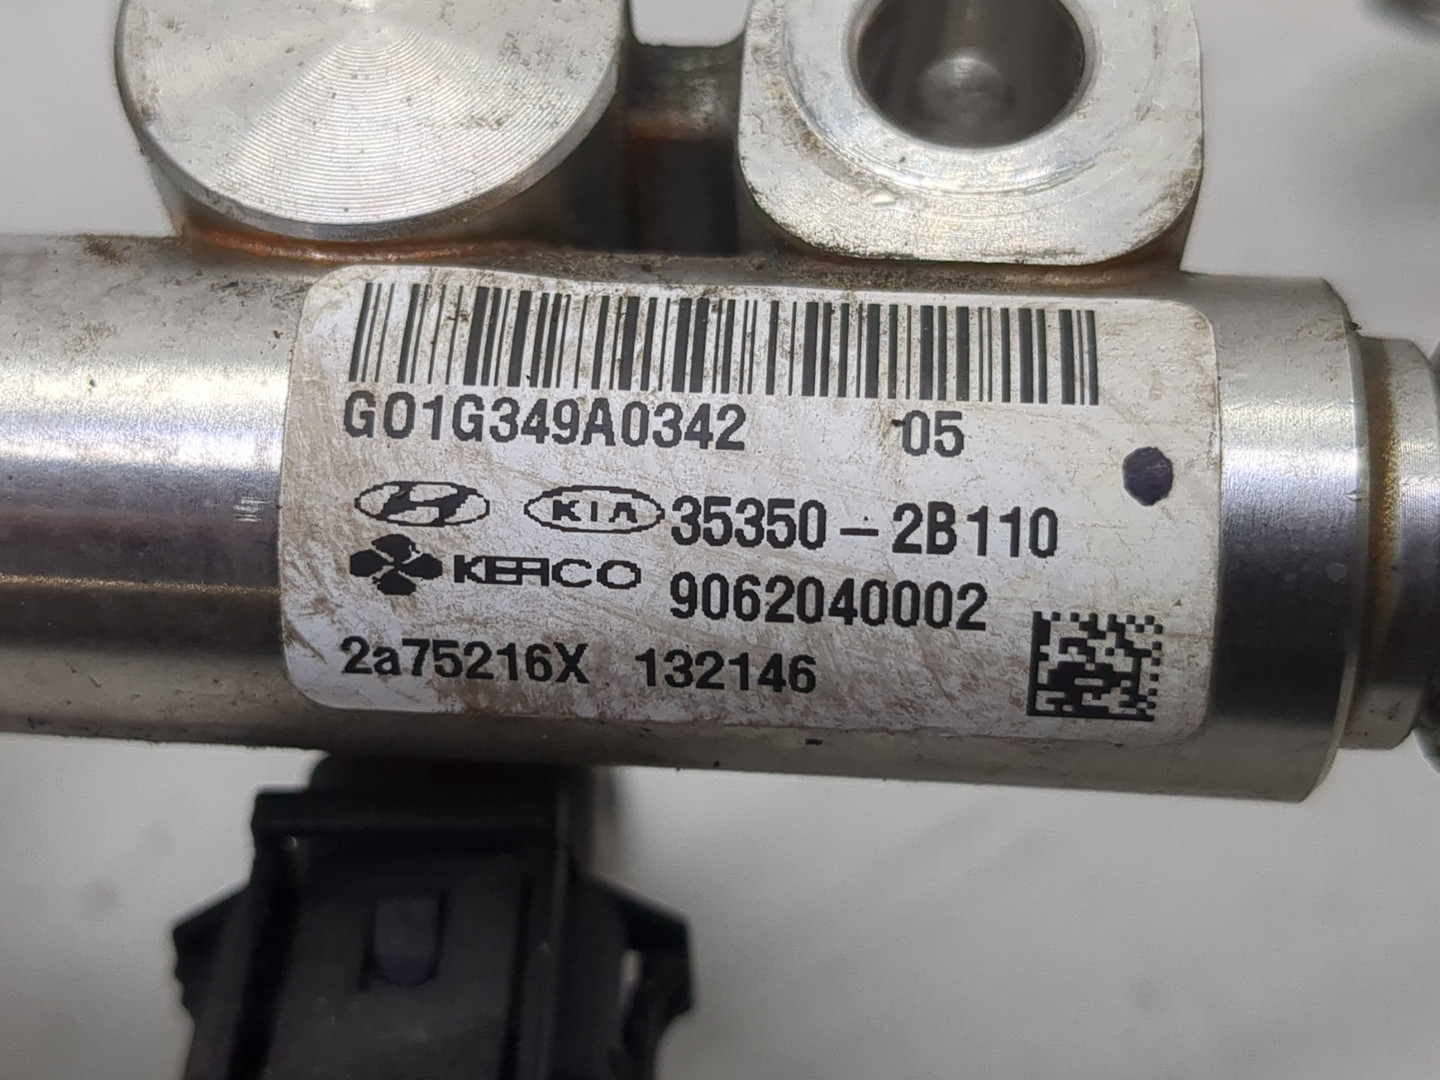 G01G349A0342 05
KIA 35350-2B110
KEFICO 9062040002
2a75216X 132146